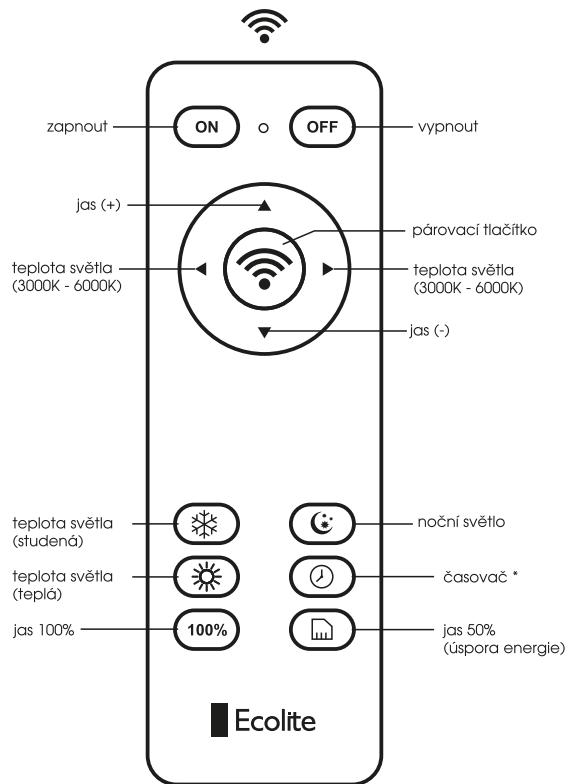 zapnout
ON
OFF
vypnout
jas (+)
párovací tlačítko
teplota světla
(3000K - 6000K)
teplota světla
(3000K - 6000K)
jas (-)
teplota světla
(studená)
noční světlo
teplota světla
(teplá)
časovač *
jas 100%
100%
jas 50%
(úspora energie)
Ecolite